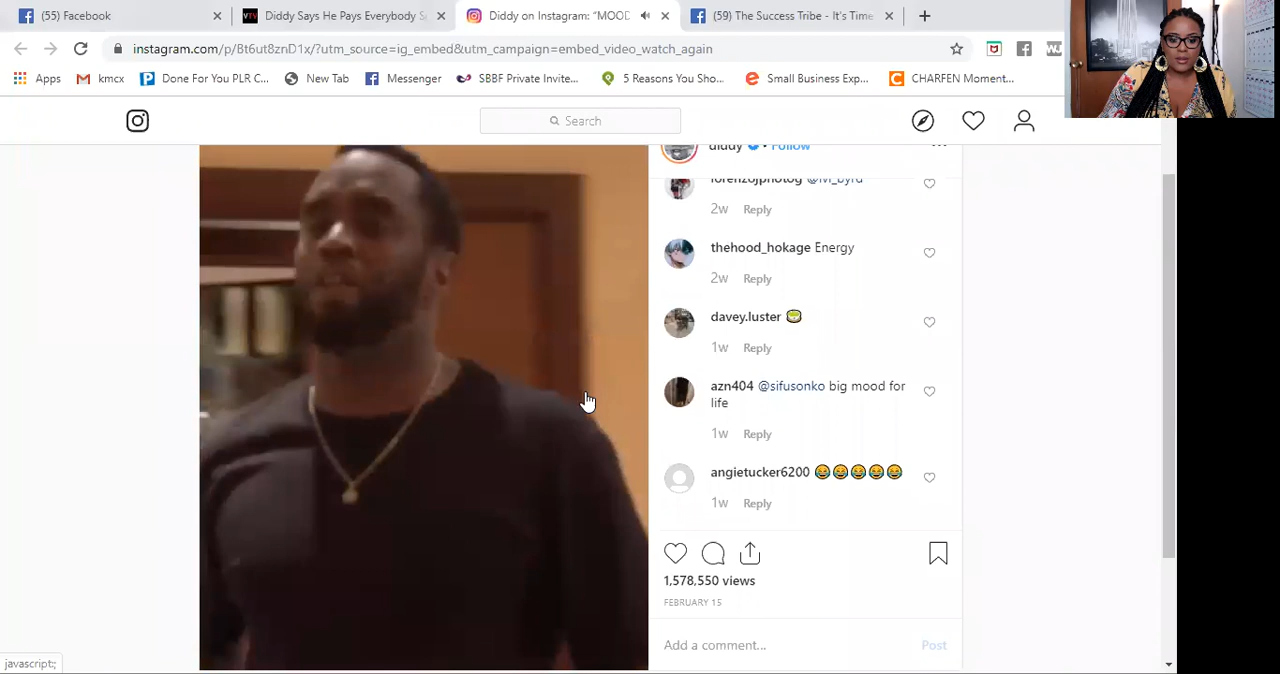 (55) Facebook
Diddy Says He Pays Everybody S
Diddy on Instagram: “MOOD
(59) The Success Tribe - It's Time
instagram.com/p/Bt6ut8znD1x/?utm_source=ig_embed&utm_campaign=embed_video_watch_again
Apps
kmcx
Done For You PLR C...
New Tab
Messenger
SBBF Private Invite...
5 Reasons You Sho...
Small Business Exp...
CHARFEN Moment...
Search
diddy • Follow
lorenzojphotog @lvl_byrd
2w Reply
thehood_hokage Energy
2w Reply
davey.luster
1w Reply
azn404 @sifusonko big mood for
life
1w Reply
angietucker6200 😂😂😂😂😂
1w Reply
1,578,550 views
FEBRUARY 15
Add a comment... Post
javascript:;